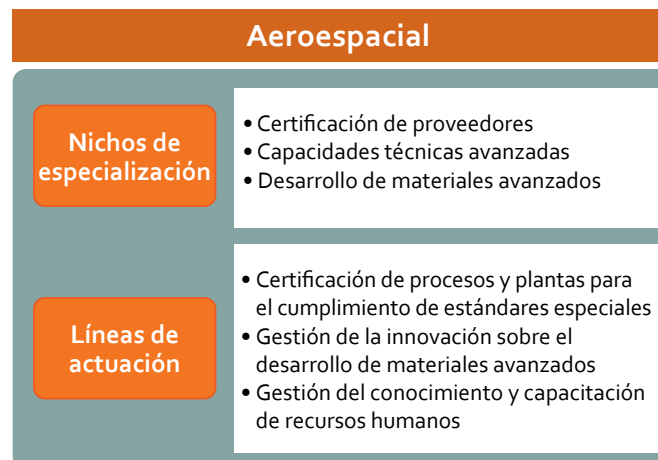 Aeroespacial
Nichos de
especialización
• Certificación de proveedores
• Capacidades técnicas avanzadas
• Desarrollo de materiales avanzados
Líneas de
actuación
• Certificación de procesos y plantas para
el cumplimiento de estándares especiales
• Gestión de la innovación sobre el
desarrollo de materiales avanzados
• Gestión del conocimiento y capacitación
de recursos humanos